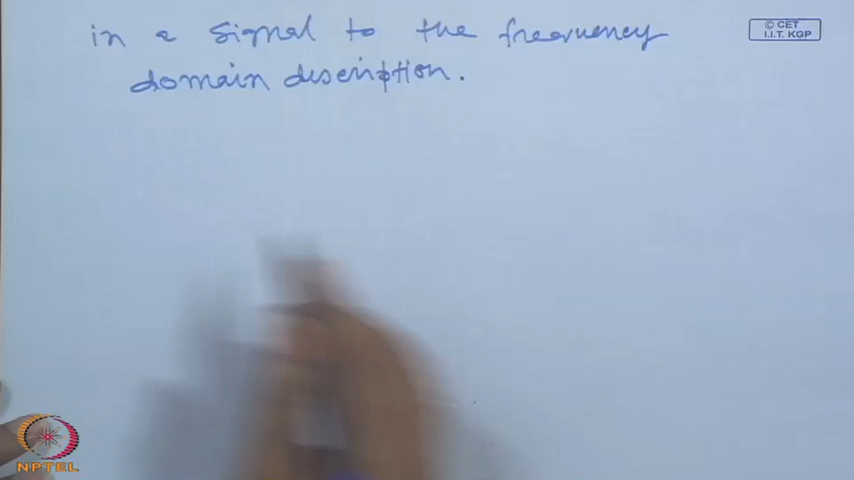 in a signal to the frequency
domain description.
© CET
I.I.T. KGP
NPTEL